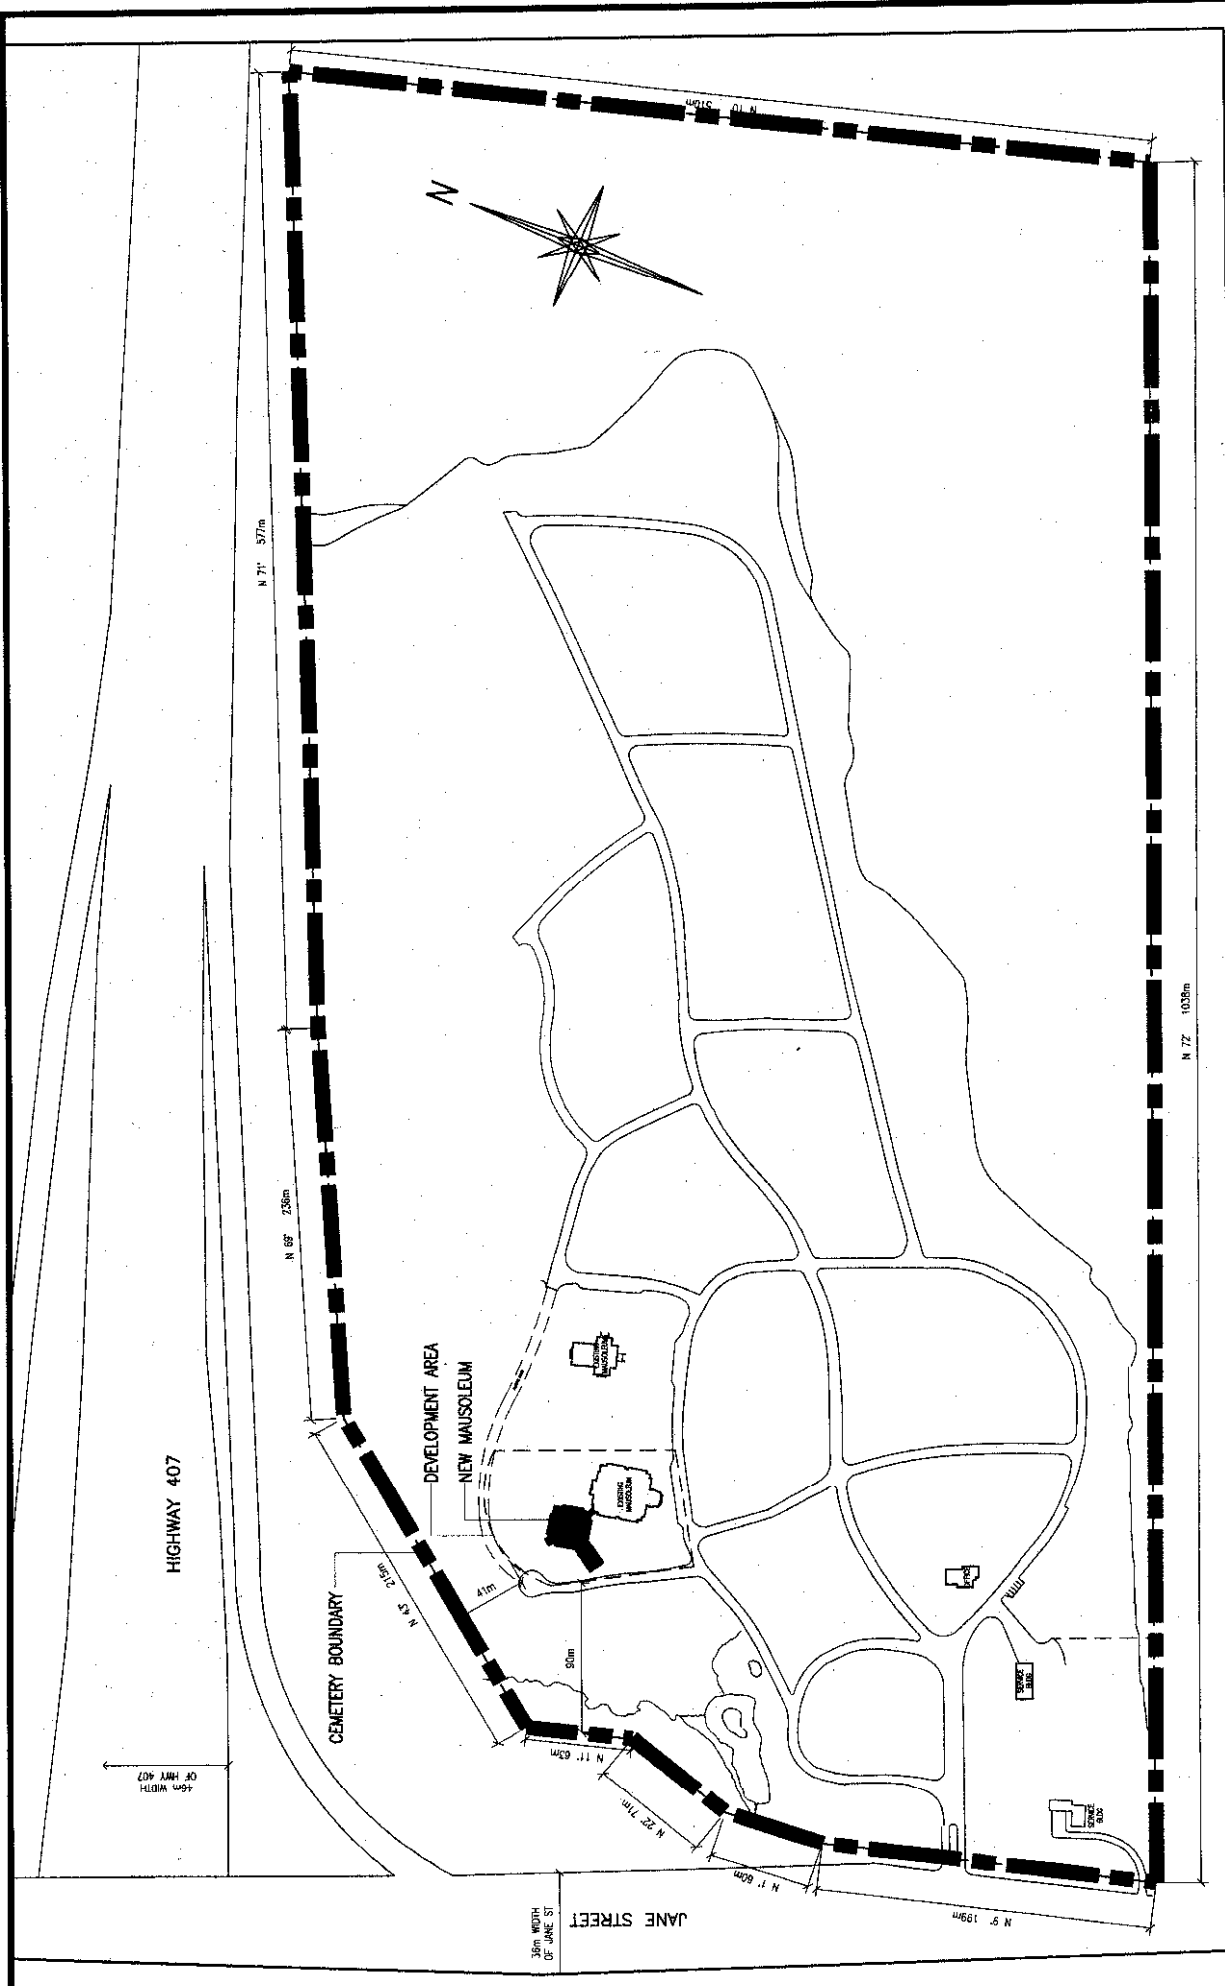 N 10
510m
N
N 71° 577m
N 72° 1038m
N 69° 236m
DEVELOPMENT AREA
NEW MAUSOLEUM
HIGHWAY 407
CEMETERY BOUNDARY
N 43° 215m
41m
90m
EXISTING
MAUSOLEUM
EXISTING
MAUSOLEUM
OFFICE
SERVICE
BLDG
SERVICE
BLDG
N 11° 63m
N 22° 71m
N 1° 60m
N 9° 199m
46m WIDTH
OF HWY 407
36m WIDTH
OF JANE ST
JANE STREET